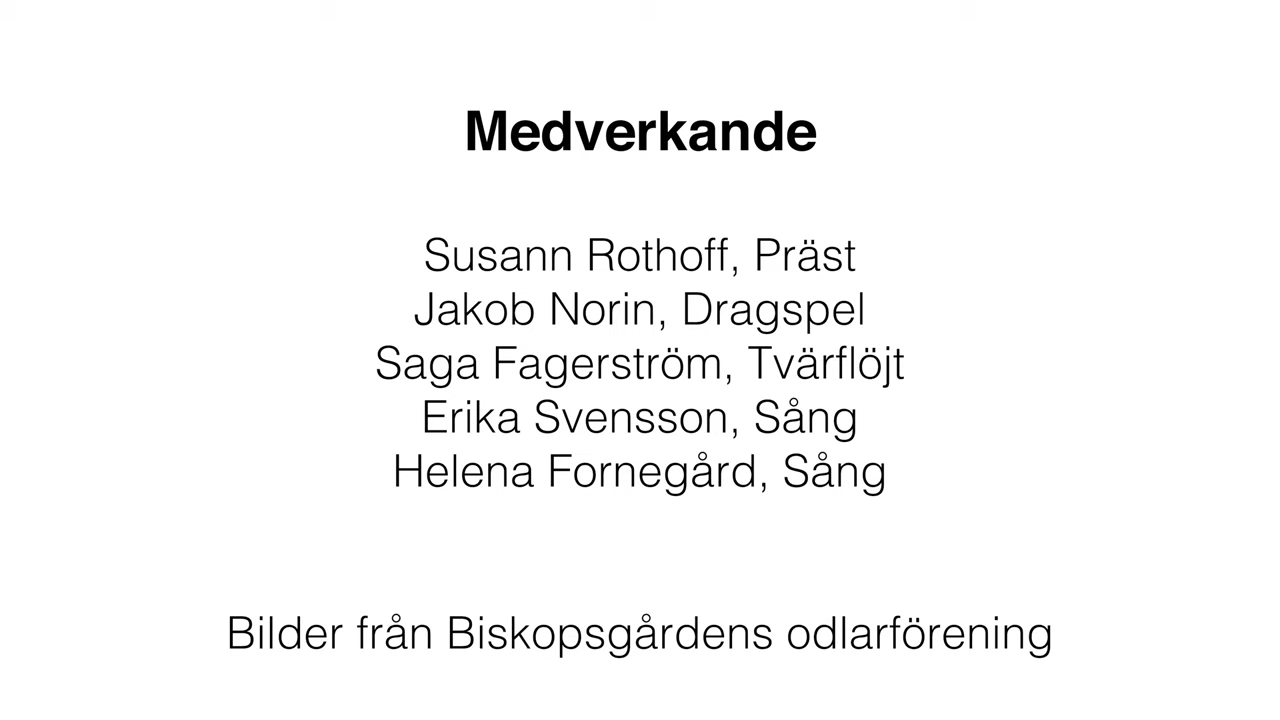 Medverkande
Susann Rothoff, Präst
Jakob Norin, Dragspel
Saga Fagerström, Tvärflöjt
Erika Svensson, Sång
Helena Fornegård, Sång
Bilder från Biskopsgårdens odlarförening